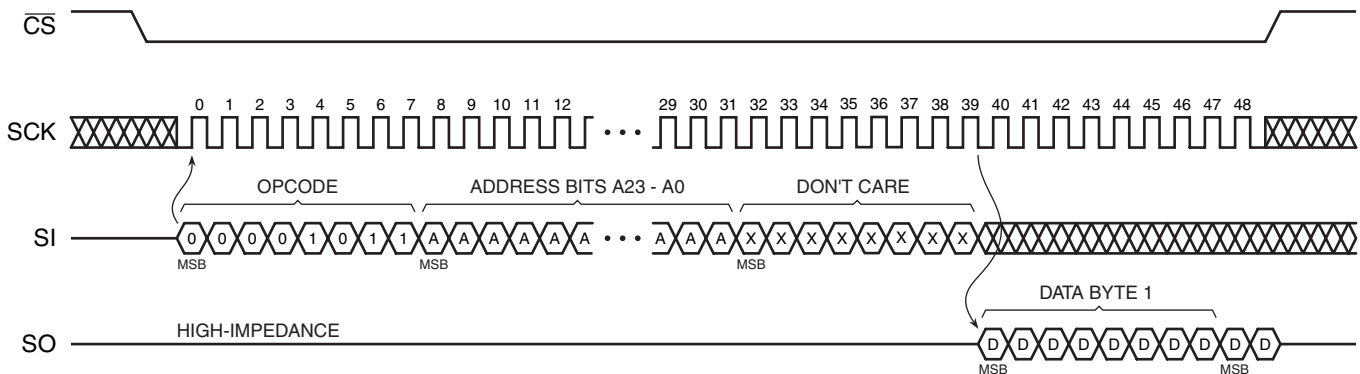 CS
0 1 2 3 4 5 6 7 8 9 10 11 12 29 30 31 32 33 34 35 36 37 38 39 40 41 42 43 44 45 46 47 48
SCK
OPCODE ADDRESS BITS A23 - A0 DON'T CARE
SI 0 0 0 0 1 0 1 1 A A A A A A A A A X X X X X X X X
MSB MSB MSB
DATA BYTE 1
HIGH-IMPEDANCE
SO D D D D D D D D D D
MSB MSB